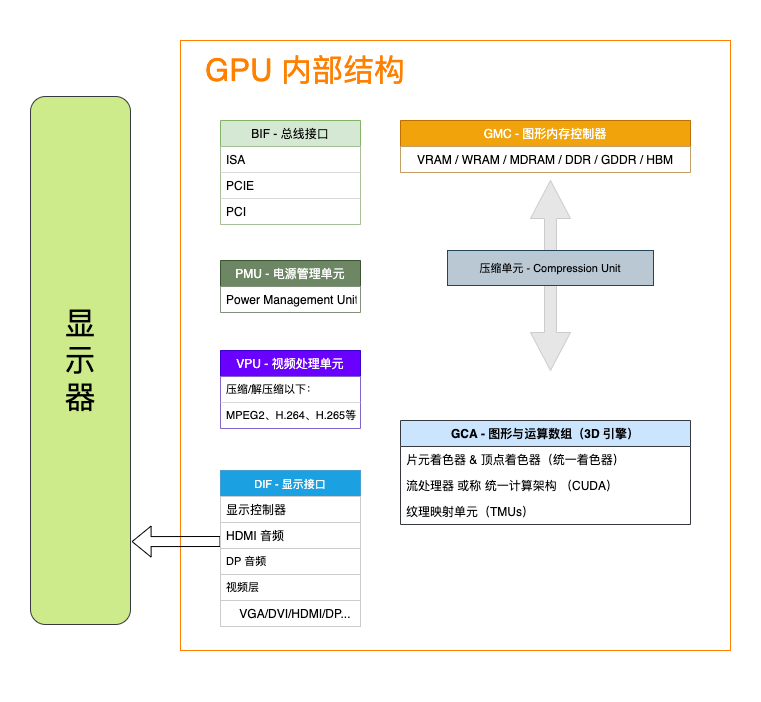 GPU 内部结构
显
示
器
BIF - 总线接口
ISA
PCIE
PCI
PMU - 电源管理单元
Power Management Unit
VPU - 视频处理单元
压缩/解压缩以下：
MPEG2、H.264、H.265等
DIF - 显示接口
显示控制器
HDMI 音频
DP 音频
视频层
VGA/DVI/HDMI/DP...
GMC - 图形内存控制器
VRAM / WRAM / MDRAM / DDR / GDDR / HBM
压缩单元 - Compression Unit
GCA - 图形与运算数组（3D 引擎）
片元着色器 & 顶点着色器（统一着色器）
流处理器 或称 统一计算架构 （CUDA）
纹理映射单元（TMUs）